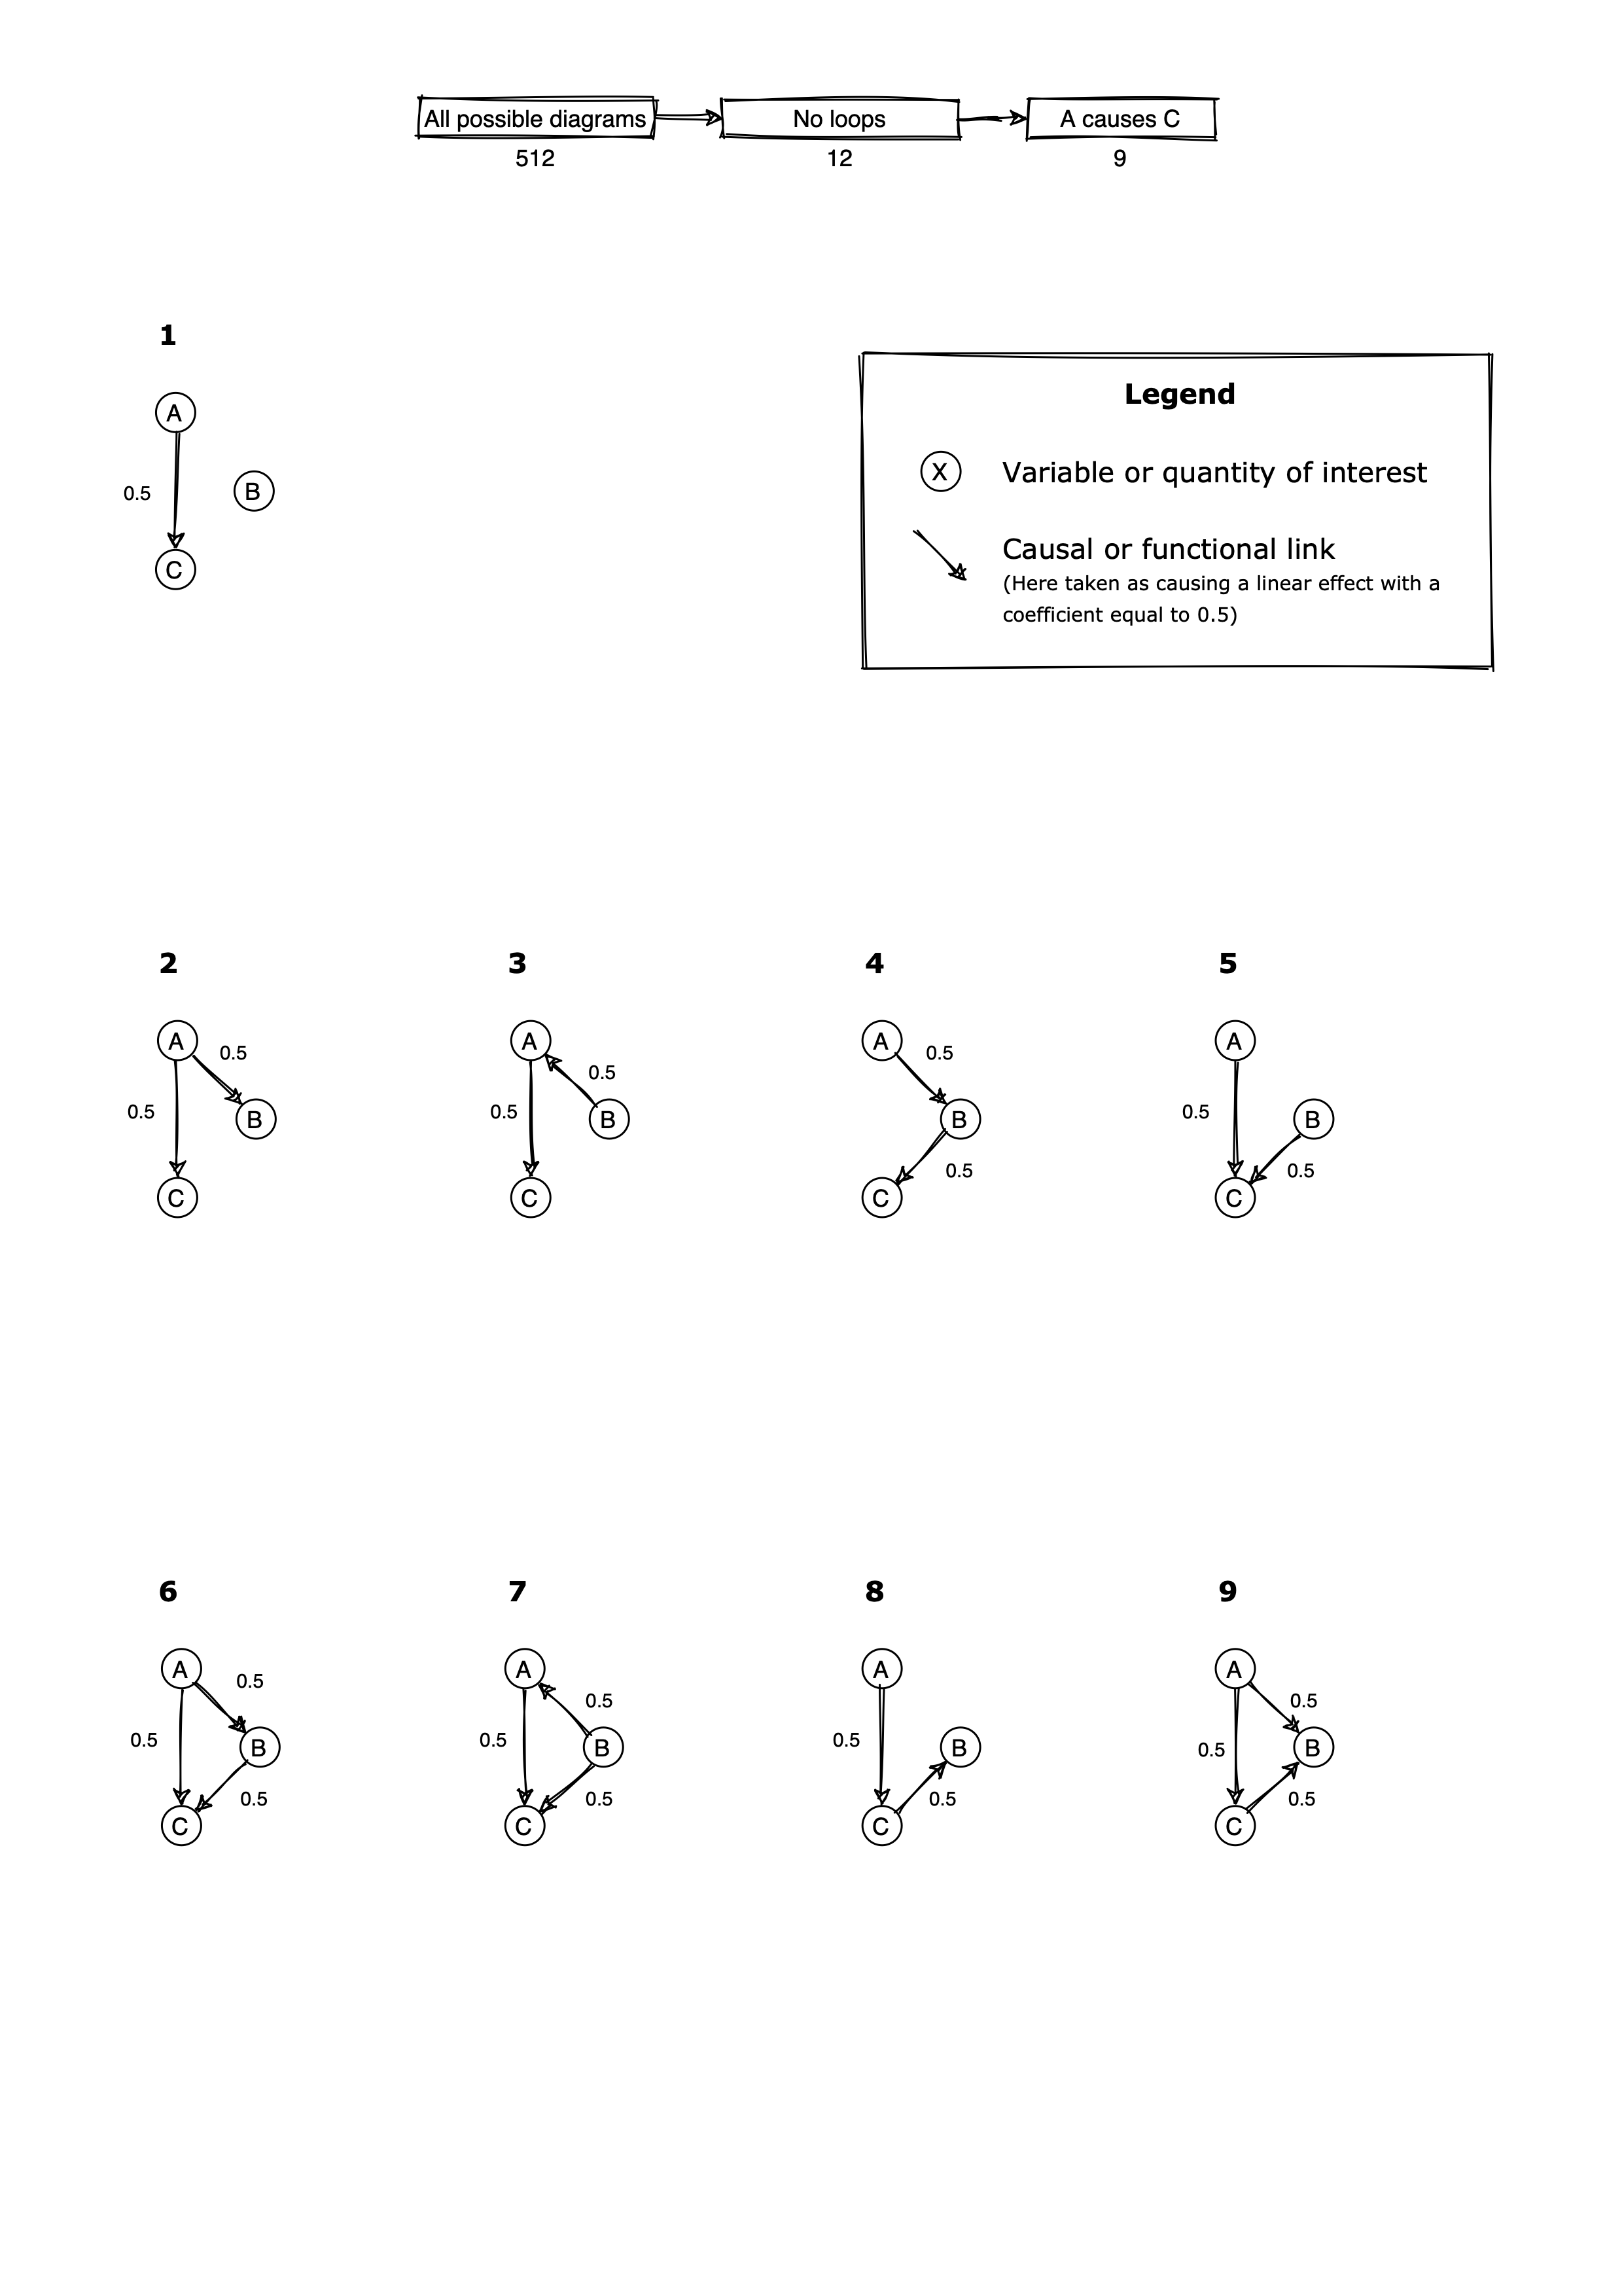 All possible diagrams
No loops
A causes C
512
12
9
1
A
0.5
B
C
Legend
X
Variable or quantity of interest
Causal or functional link
(Here taken as causing a linear effect with a
coefficient equal to 0.5)
2
A
0.5
0.5
B
C
3
A
0.5
0.5
B
C
4
A
0.5
B
0.5
C
5
A
0.5
B
0.5
C
6
A
0.5
0.5
B
0.5
C
7
A
0.5
0.5
B
0.5
C
8
A
0.5
B
0.5
C
9
A
0.5
0.5
B
0.5
C